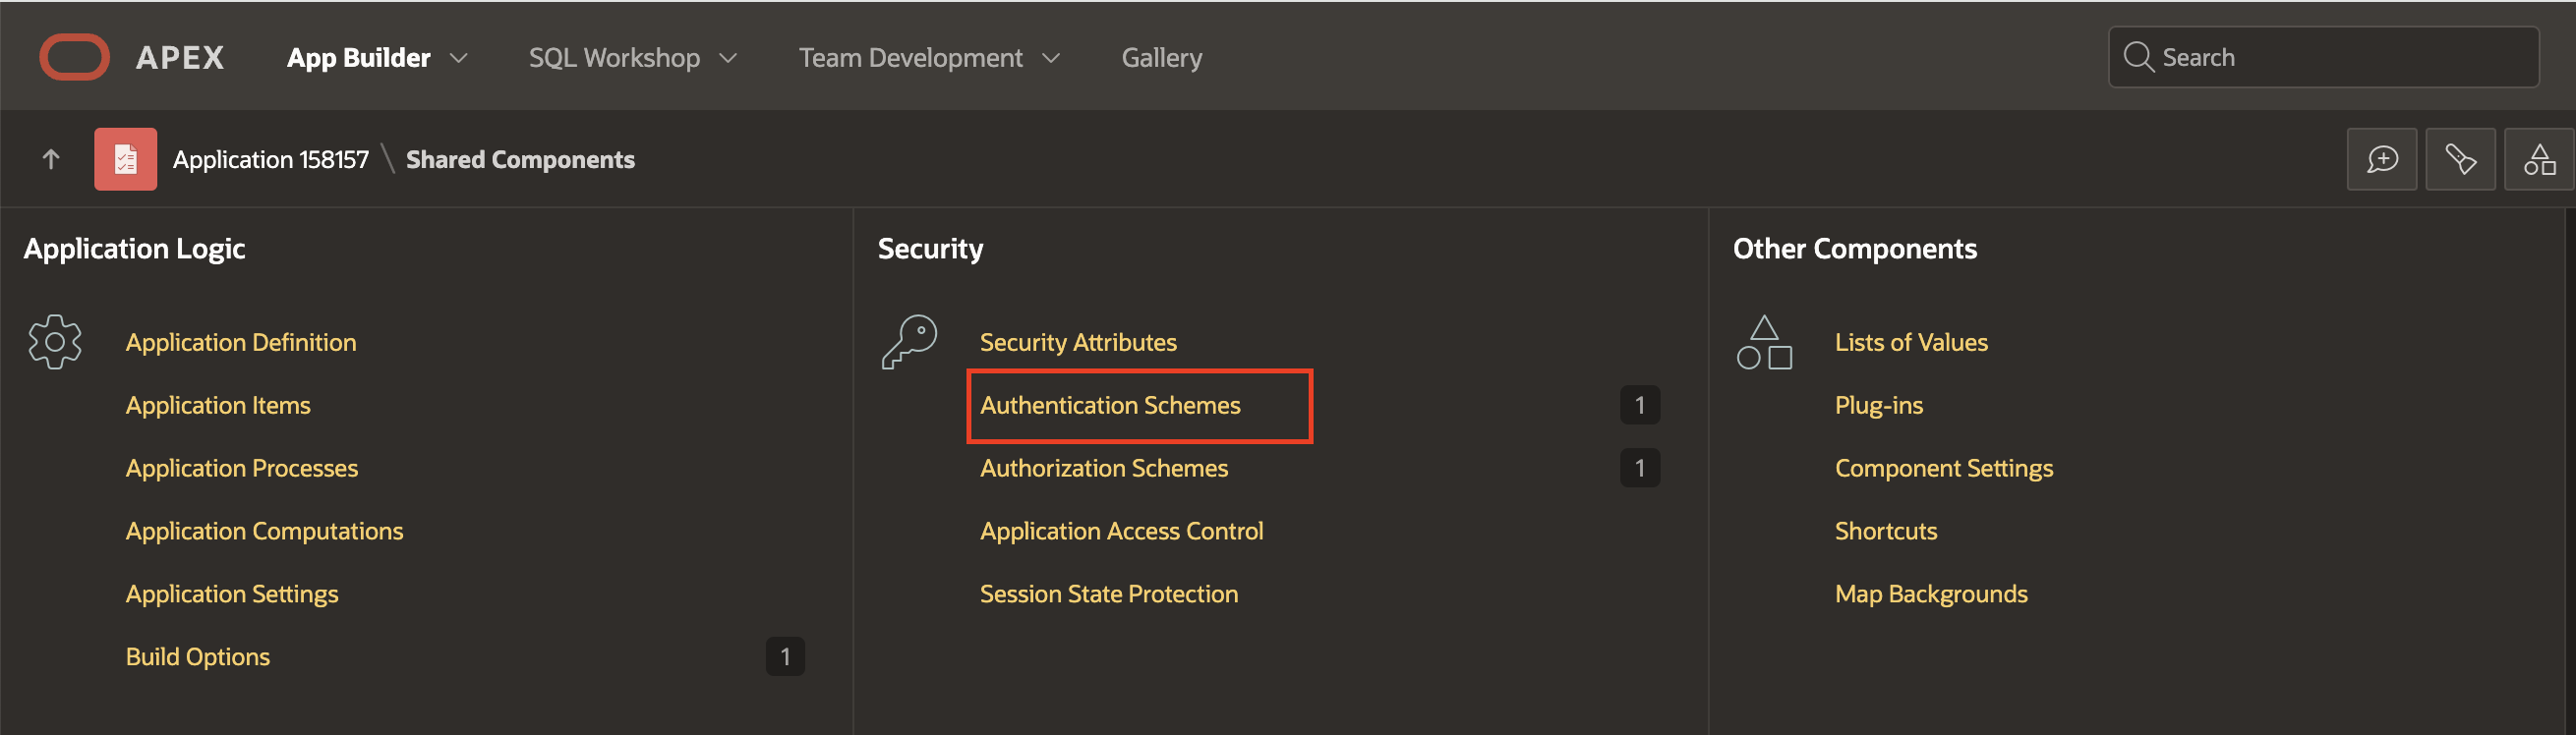 APEX App Builder SQL Workshop Team Development Gallery Search
Application 158157 \ Shared Components
Application Logic
Application Definition
Application Items
Application Processes
Application Computations
Application Settings
Build Options 1
Security
Security Attributes
Authentication Schemes 1
Authorization Schemes 1
Application Access Control
Session State Protection
Other Components
Lists of Values
Plug-ins
Component Settings
Shortcuts
Map Backgrounds